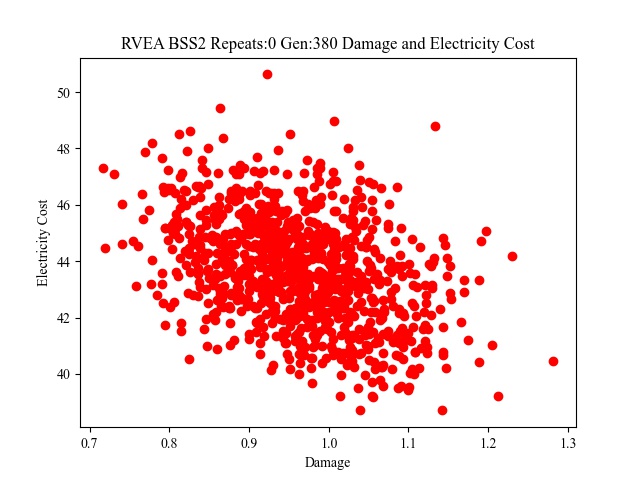 RVEA BSS2 Repeats:0 Gen:380 Damage and Electricity Cost
50
48
46
44
42
40
Electricity Cost
0.7 0.8 0.9 1.0 1.1 1.2 1.3
Damage